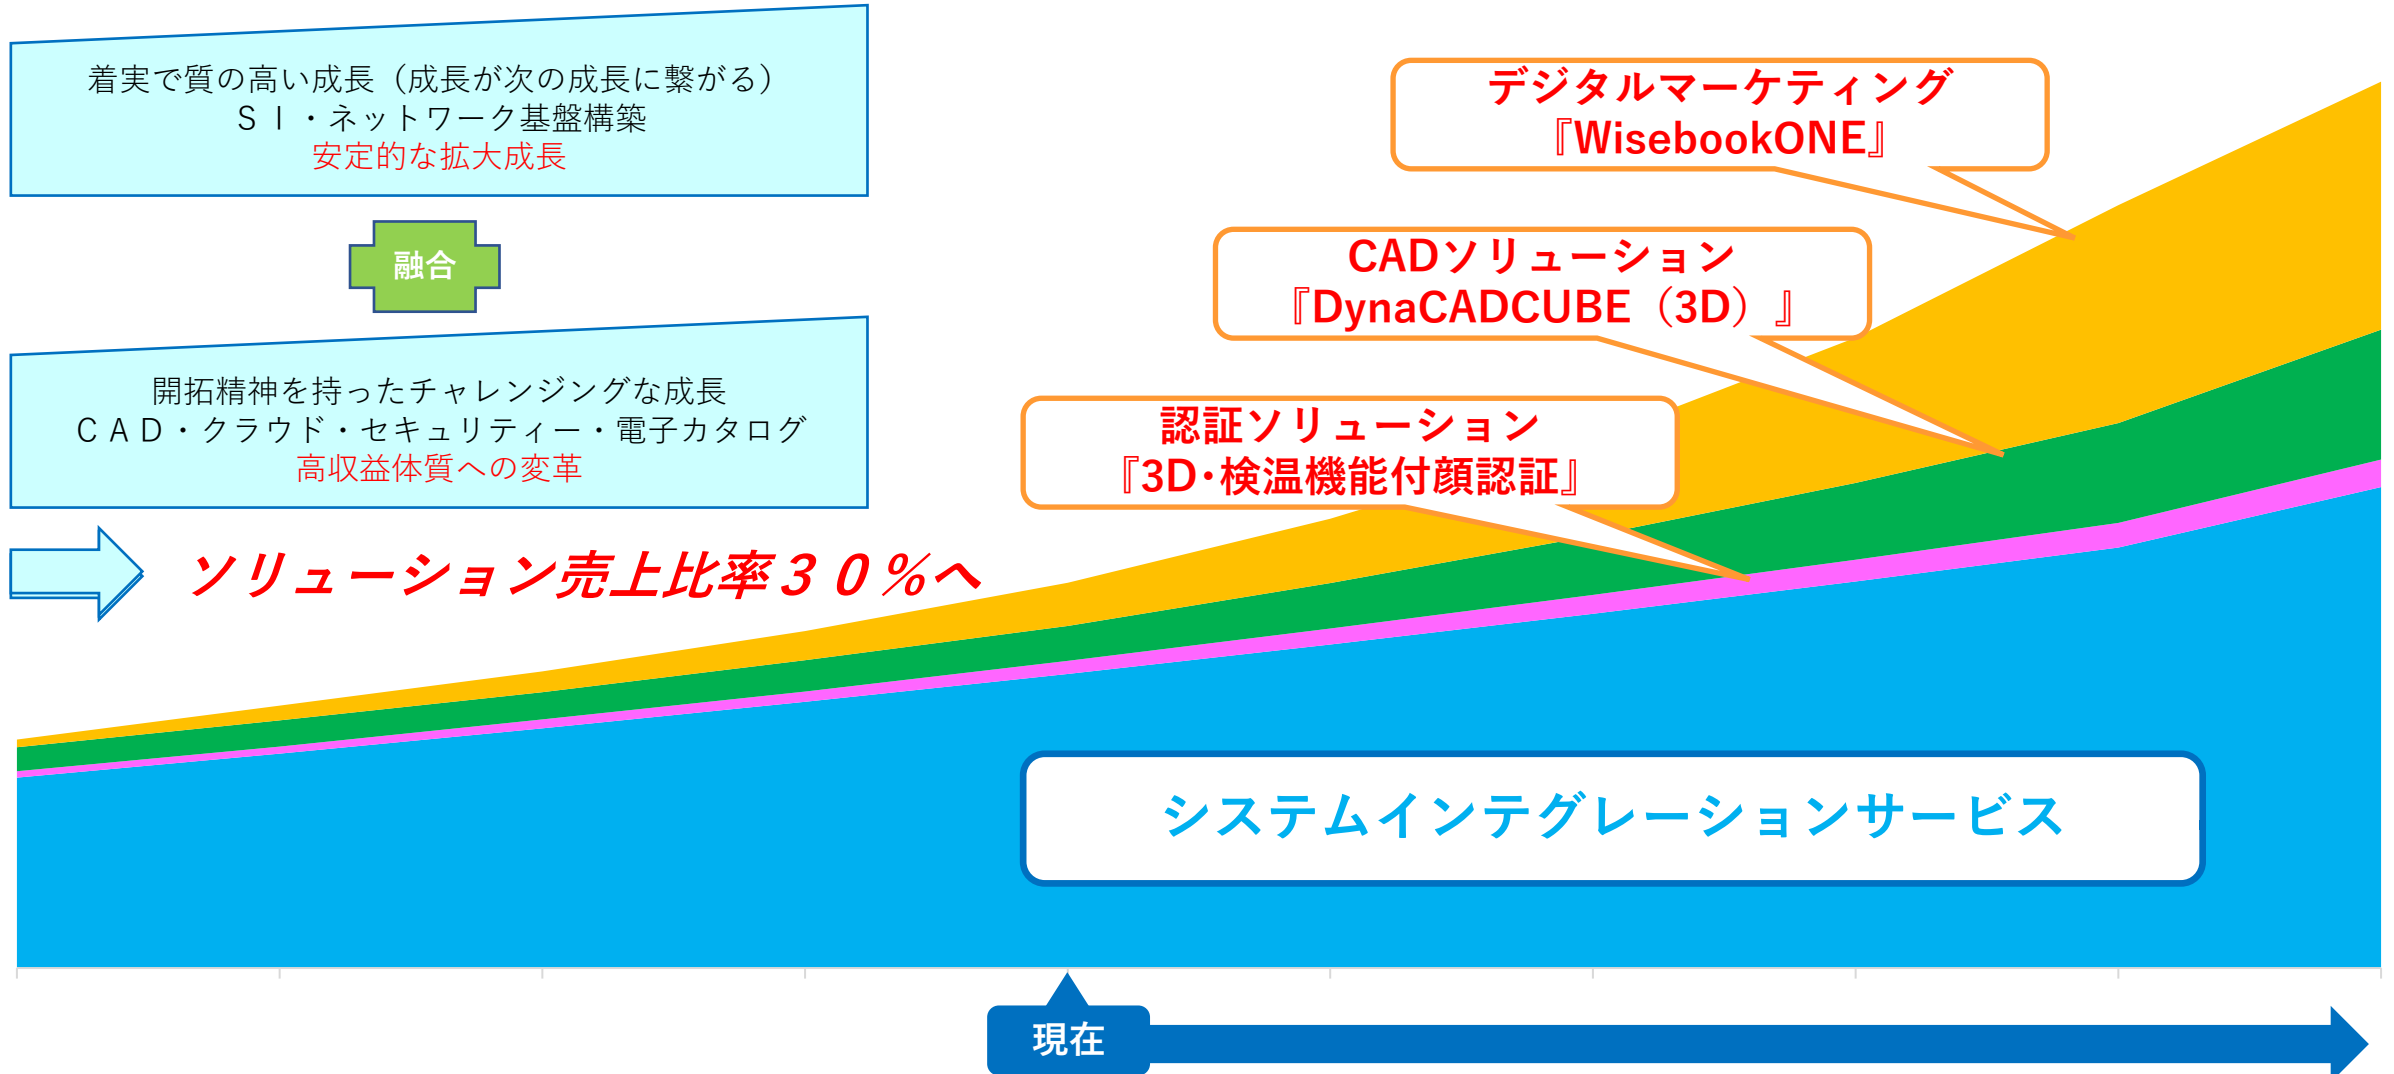 着実で質の高い成長（成長が次の成長に繋がる）
ＳＩ・ネットワーク基盤構築
安定的な拡大成長
融合
開拓精神を持ったチャレンジングな成長
ＣＡＤ・クラウド・セキュリティー・電子カタログ
高収益体質への変革
ソリューション売上比率３０％へ
デジタルマーケティング
『WisebookONE』
CADソリューション
『DynaCADCUBE（3D）』
認証ソリューション
『3D･検温機能付顔認証』
システムインテグレーションサービス
現在